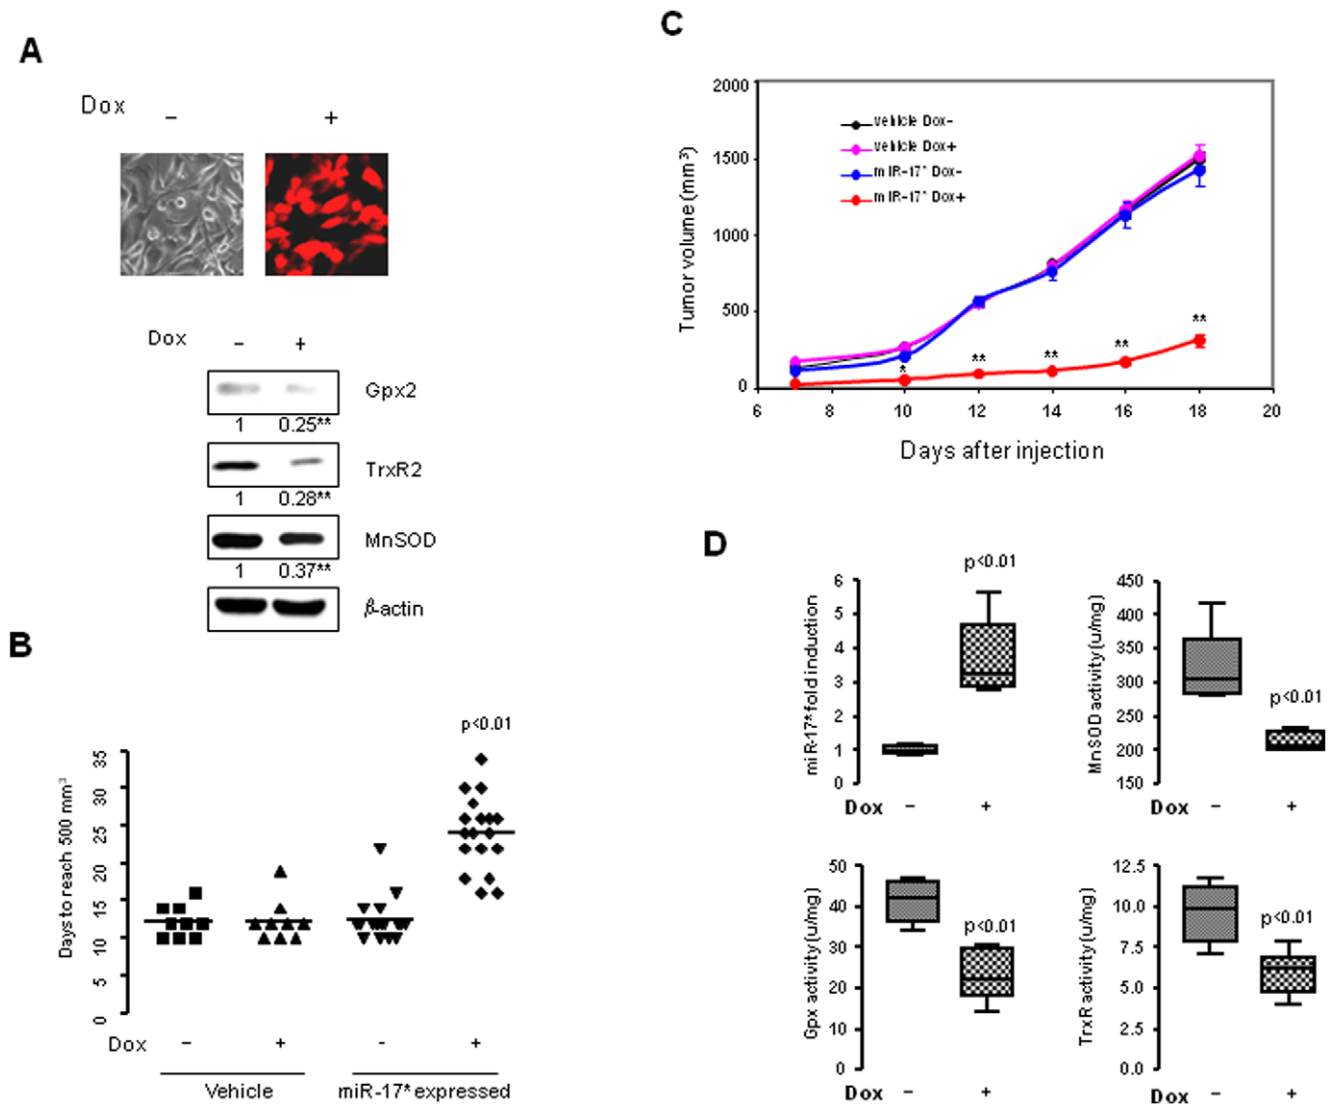 A
Dox
− +
Dox − +
Gpx2
1 0.25**
TrxR2
1 0.28**
MnSOD
1 0.37**
β-actin
B
p<0.01
Days to reach 500 mm³
35
30
25
20
15
10
5
0
Dox − + - +
Vehicle
miR-17* expressed
C
Tumor volume (mm³)
2000
1500
1000
500
0
vehicle Dox−
vehicle Dox+
miR-17* Dox−
miR-17* Dox+
* ** ** ** **
6 8 10 12 14 16 18 20
Days after injection
D
miR-17* fold induction
6
5
4
3
2
1
0
p<0.01
Dox − +
MnSOD activity (u/mg)
450
400
350
300
250
200
150
p<0.01
Dox − +
Gpx activity (u/mg)
50
40
30
20
10
0
p<0.01
Dox − +
TrxR activity (u/mg)
12.5
10.0
7.5
5.0
2.5
0.0
p<0.01
Dox − +